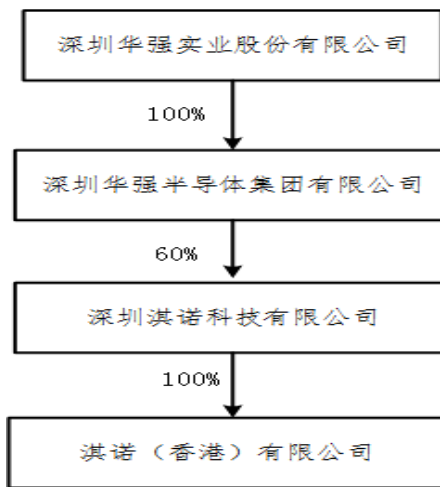 深圳华强实业股份有限公司
100%
深圳华强半导体集团有限公司
60%
深圳淇诺科技有限公司
100%
淇诺（香港）有限公司